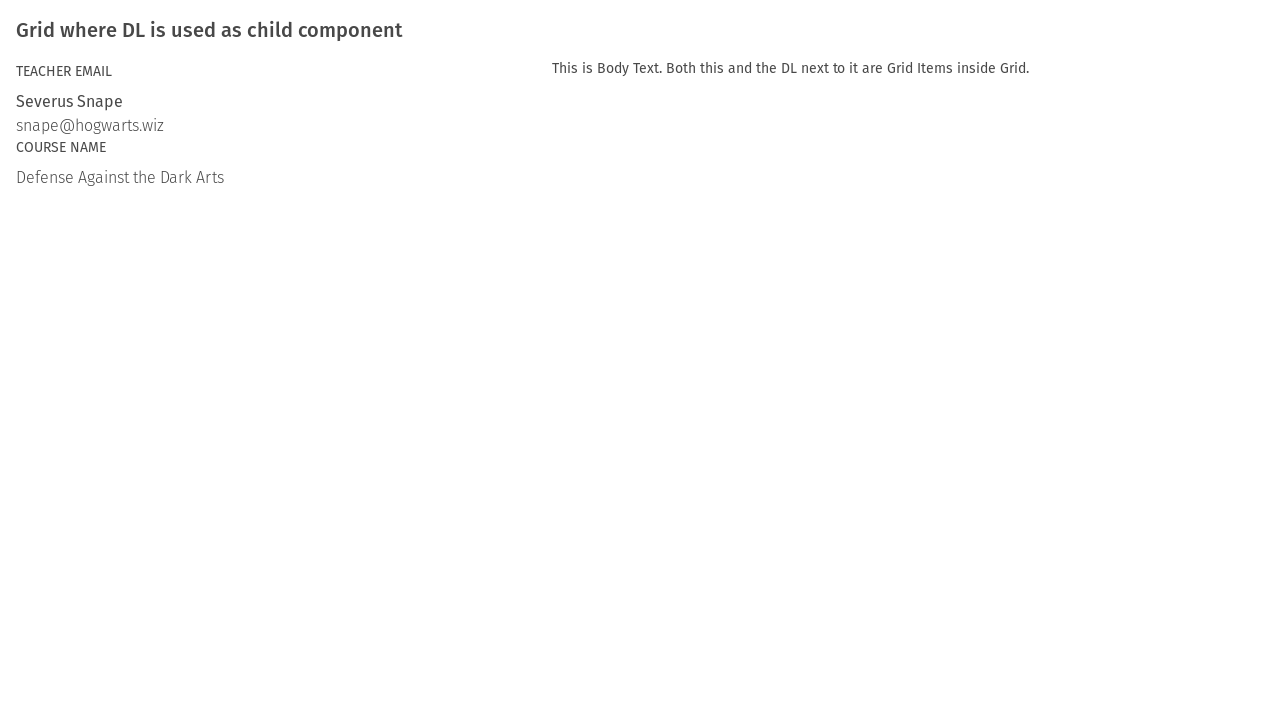 Grid where DL is used as child component
TEACHER EMAIL
Severus Snape
snape@hogwarts.wiz
COURSE NAME
Defense Against the Dark Arts
This is Body Text. Both this and the DL next to it are Grid Items inside Grid.